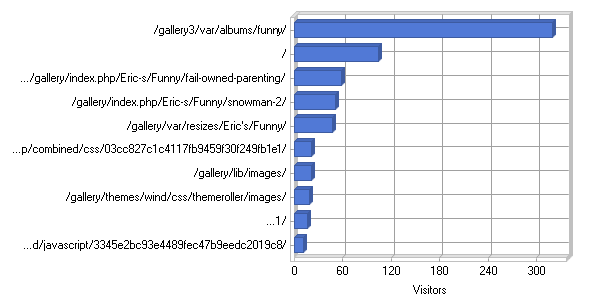 /gallery3/var/albums/funny/
/
.../gallery/index.php/Eric-s/Funny/fail-owned-parenting/
/gallery/index.php/Eric-s/Funny/snowman-2/
/gallery/var/resizes/Eric's/Funny/
...p/combined/css/03cc827c1c4117fb9459f30f249fb1e1/
/gallery/lib/images/
/gallery/themes/wind/css/themeroller/images/
...1/
...d/javascript/3345e2bc93e4489fec47b9eedc2019c8/
0 60 120 180 240 300
Visitors